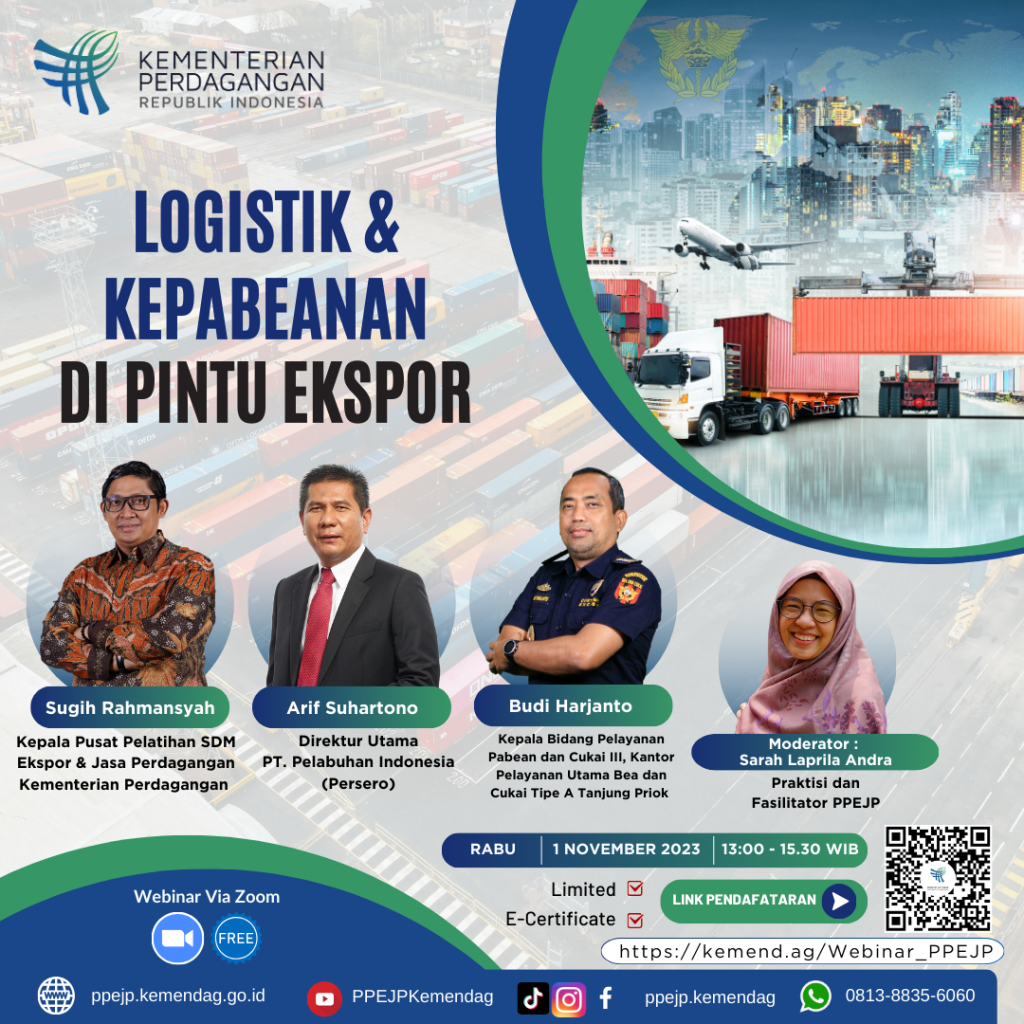 KEMENTERIAN
PERDAGANGAN
REPUBLIK INDONESIA
LOGISTIK &
KEPABEANAN
DI PINTU EKSPOR
Sugih Rahmansyah
Kepala Pusat Pelatihan SDM
Ekspor & Jasa Perdagangan
Kementerian Perdagangan
Arif Suhartono
Direktur Utama
PT. Pelabuhan Indonesia
(Persero)
Budi Harjanto
Kepala Bidang Pelayanan
Pabean dan Cukai III, Kantor
Pelayanan Utama Bea dan
Cukai Tipe A Tanjung Priok
Moderator :
Sarah Laprila Andra
Praktisi dan
Fasilitator PPEJP
RABU 1 NOVEMBER 2023 13:00 - 15.30 WIB
Limited
E-Certificate
LINK PENDAFATARAN
https://kemend.ag/Webinar_PPEJP
Webinar Via Zoom
FREE
ppejp.kemendag.go.id
PPEJPKemendag
ppejp.kemendag
0813-8835-6060